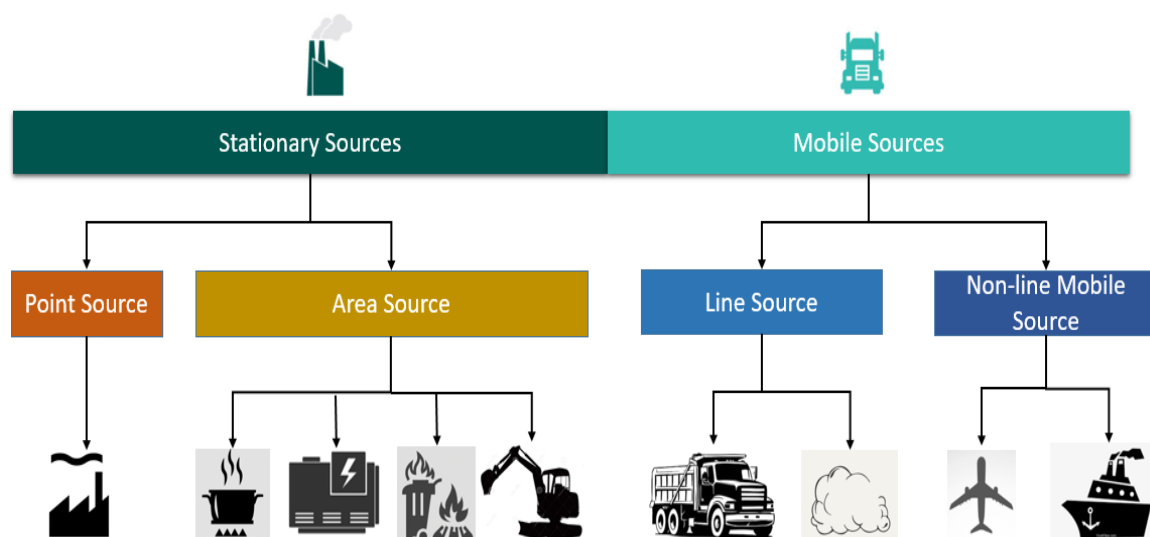 Stationary Sources
Mobile Sources
Point Source
Area Source
Line Source
Non-line Mobile
Source